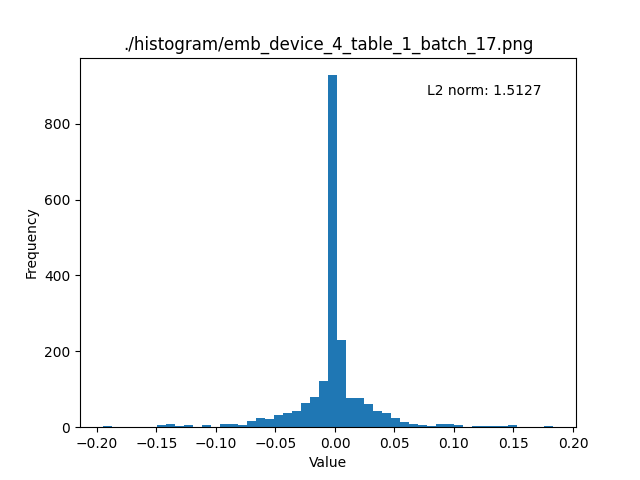 ./histogram/emb_device_4_table_1_batch_17.png
L2 norm: 1.5127
800
600
400
200
0
Frequency
−0.20 −0.15 −0.10 −0.05 0.00 0.05 0.10 0.15 0.20
Value